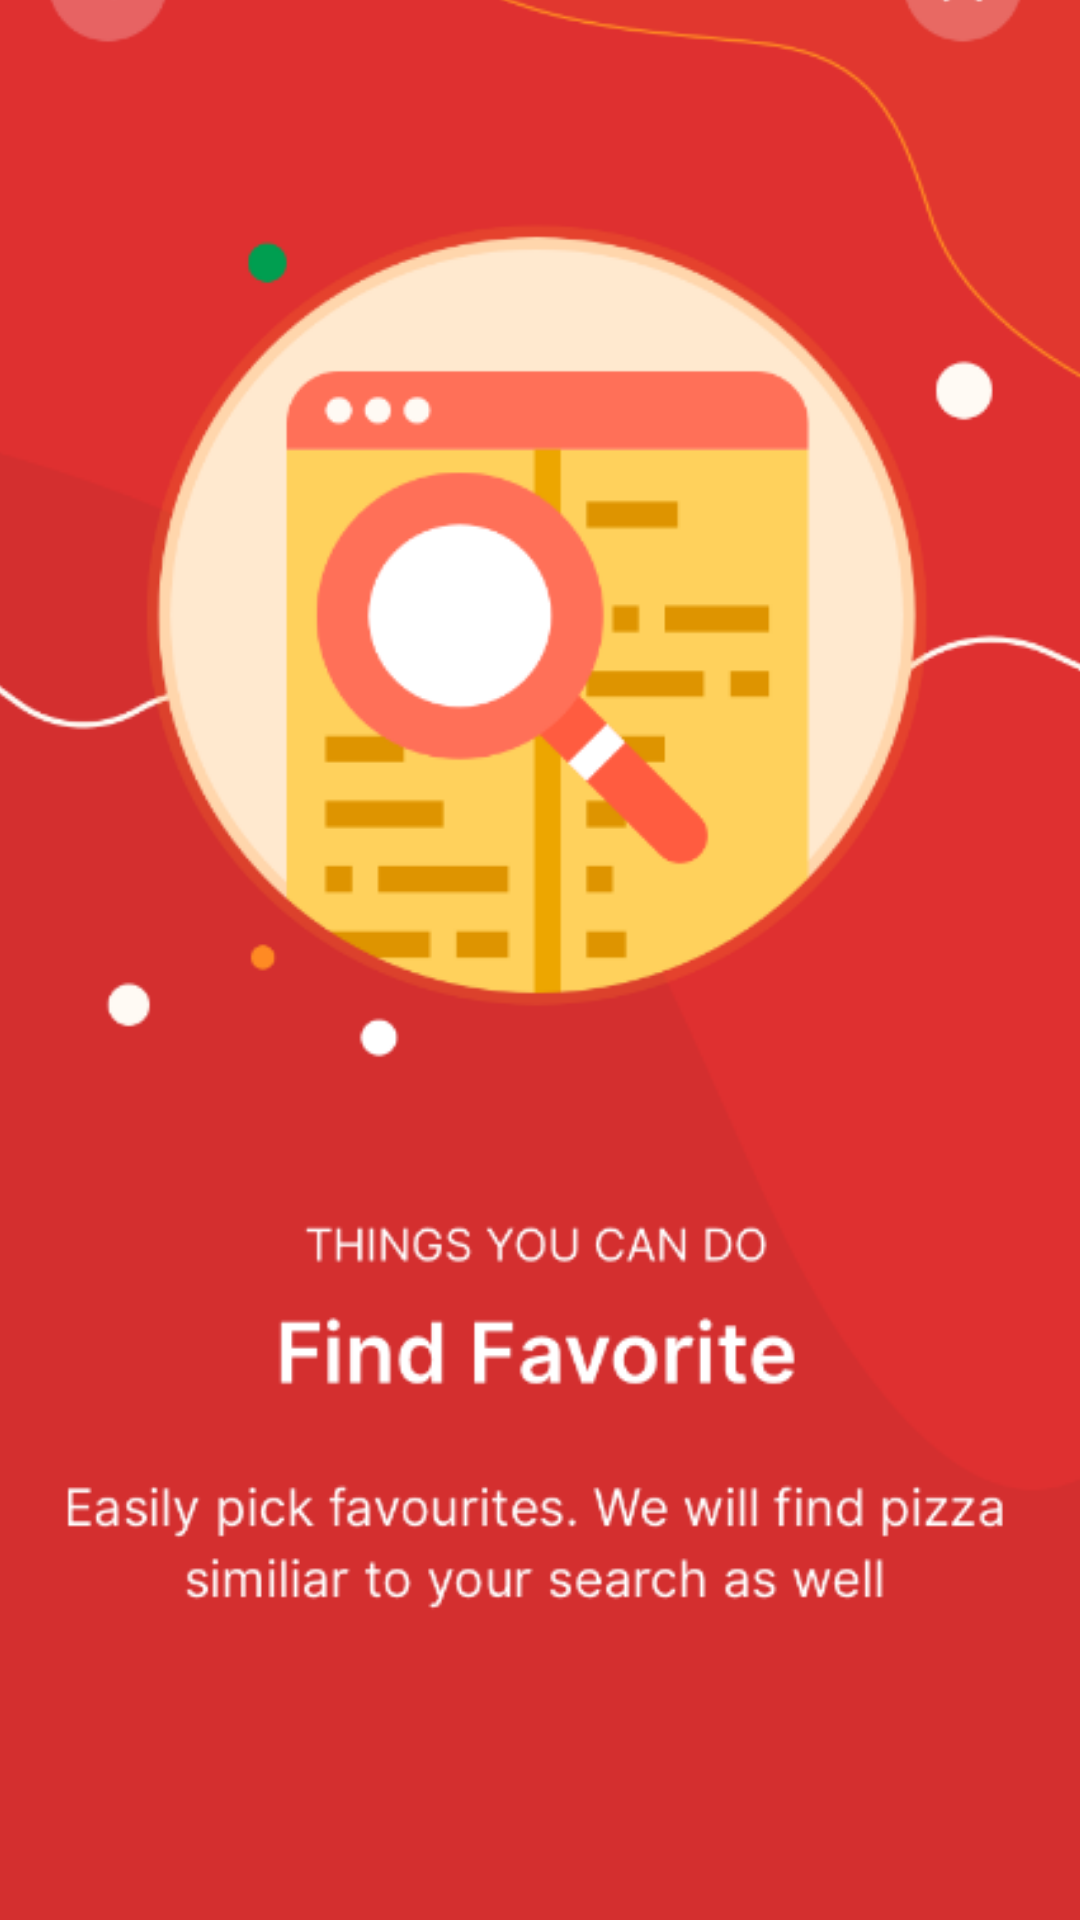 THINGS YOU CAN DO
Find Favorite
Easily pick favourites. We will find pizza
similiar to your search as well